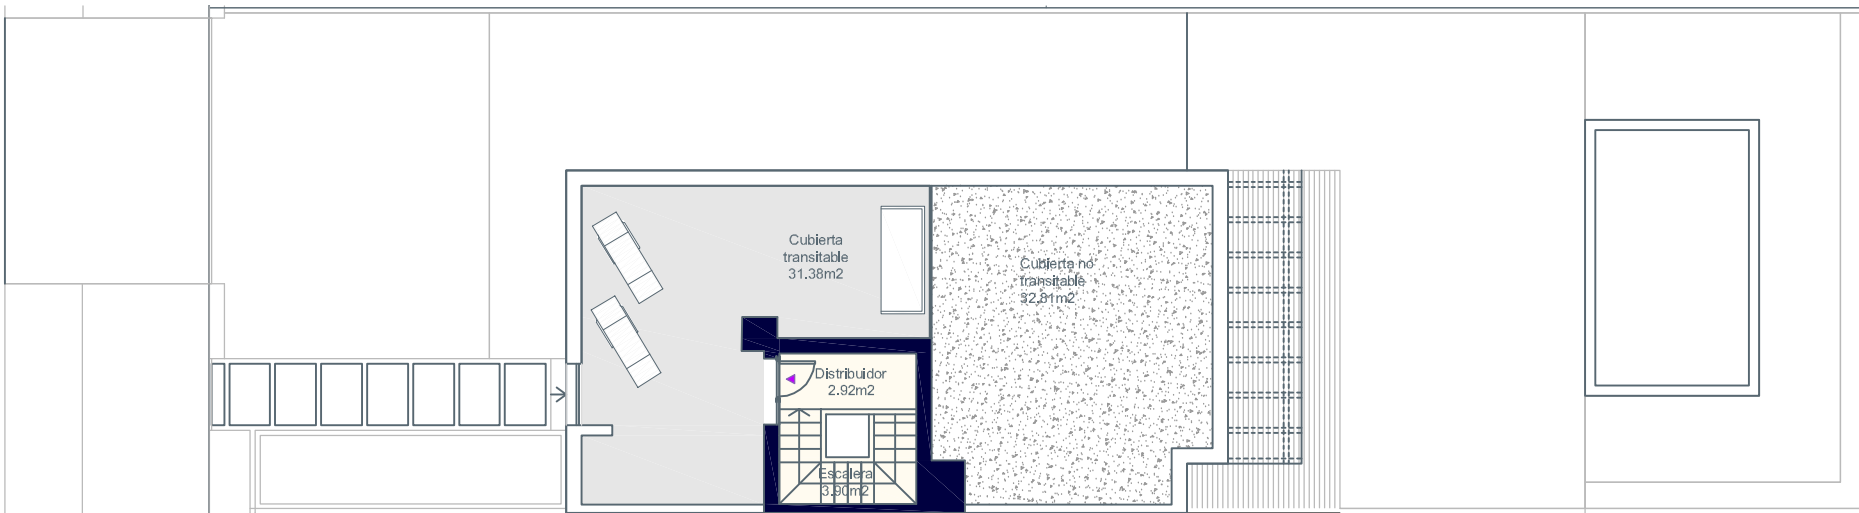 Cubierta
transitable
31.38m2
Cubierta no
transitable
32.81m2
Distribuidor
2.92m2
Escalera
3.90m2